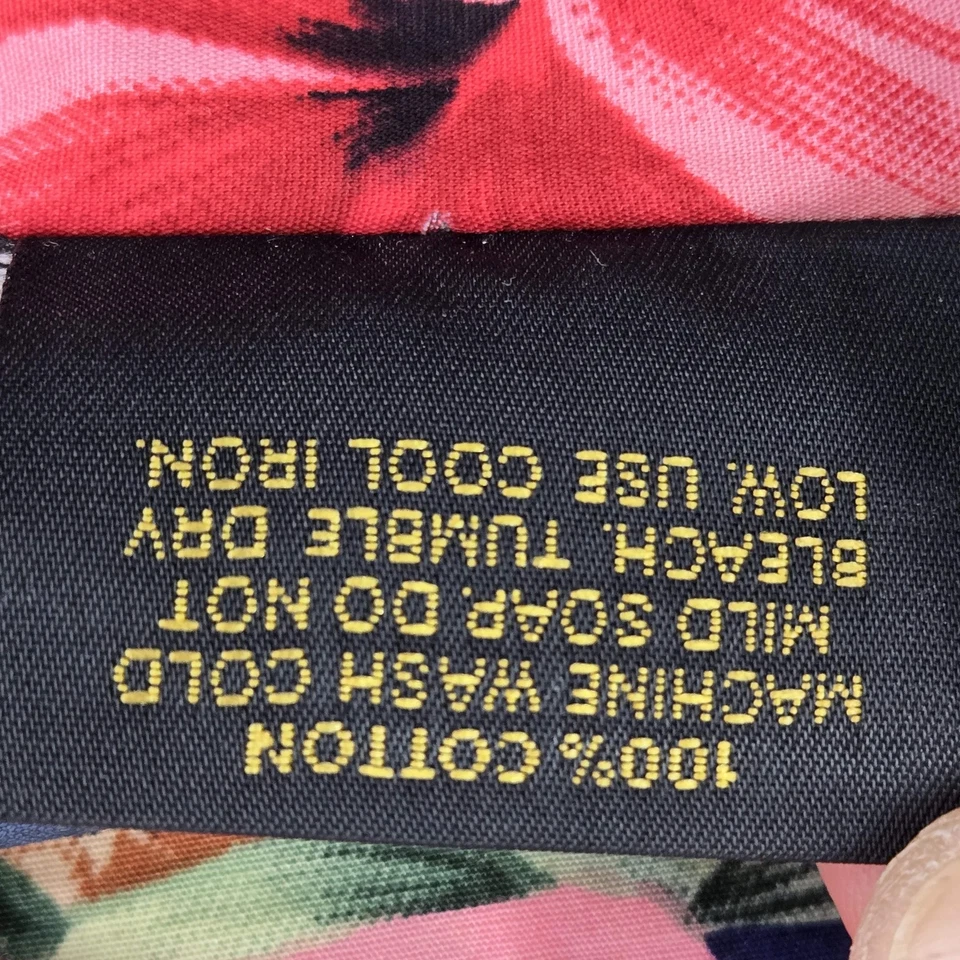 100% COTTON
MACHINE WASH COLD
MILD SOAP. DO NOT
BLEACH. TUMBLE DRY
LOW. USE COOL IRON.